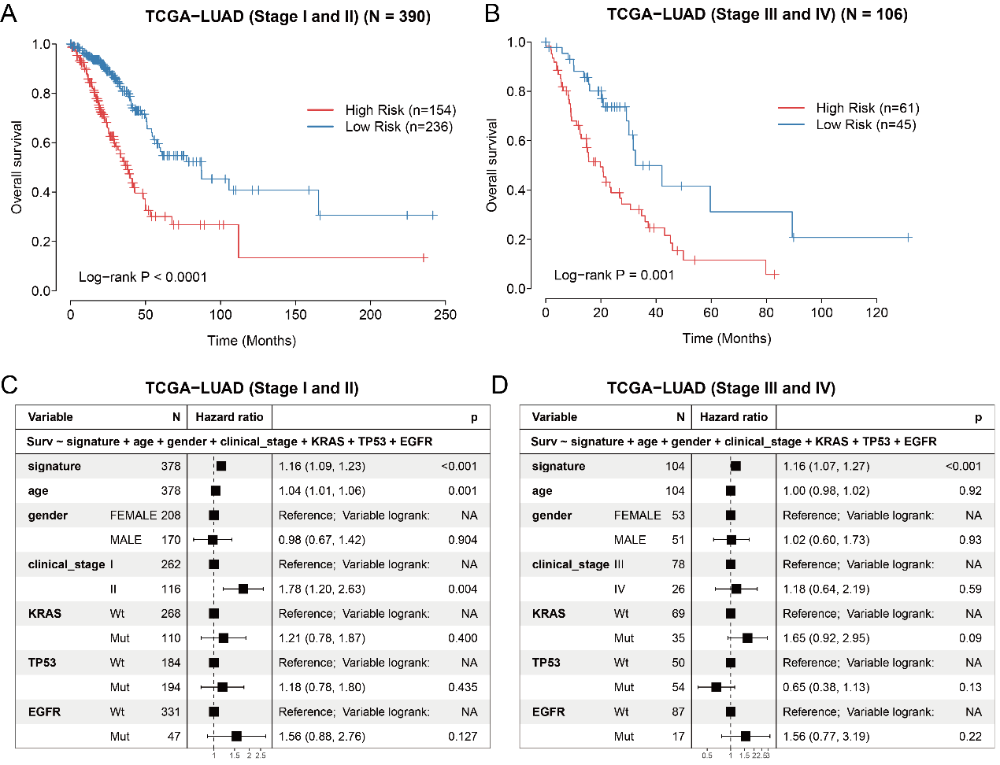 A
TCGA−LUAD (Stage I and II) (N = 390)
1.0
0.8
0.6
0.4
0.2
0.0
Overall survival
High Risk (n=154)
Low Risk (n=236)
Log−rank P < 0.0001
0 50 100 150 200 250
Time (Months)
B
TCGA−LUAD (Stage III and IV) (N = 106)
1.0
0.8
0.6
0.4
0.2
0.0
Overall survival
High Risk (n=61)
Low Risk (n=45)
Log−rank P = 0.001
0 20 40 60 80 100 120
Time (Months)
C
TCGA−LUAD (Stage I and II)
Variable N Hazard ratio p
Surv ~ signature + age + gender + clinical_stage + KRAS + TP53 + EGFR
signature 378 1.16 (1.09, 1.23) <0.001
age 378 1.04 (1.01, 1.06) 0.001
gender FEMALE 208 Reference; Variable logrank: NA
MALE 170 0.98 (0.67, 1.42) 0.904
clinical_stage I 262 Reference; Variable logrank: NA
II 116 1.78 (1.20, 2.63) 0.004
KRAS Wt 268 Reference; Variable logrank: NA
Mut 110 1.21 (0.78, 1.87) 0.400
TP53 Wt 184 Reference; Variable logrank: NA
Mut 194 1.18 (0.78, 1.80) 0.435
EGFR Wt 331 Reference; Variable logrank: NA
Mut 47 1.56 (0.88, 2.76) 0.127
1 1.5 2 2.5
D
TCGA−LUAD (Stage III and IV)
Variable N Hazard ratio p
Surv ~ signature + age + gender + clinical_stage + KRAS + TP53 + EGFR
signature 104 1.16 (1.07, 1.27) <0.001
age 104 1.00 (0.98, 1.02) 0.92
gender FEMALE 53 Reference; Variable logrank: NA
MALE 51 1.02 (0.60, 1.73) 0.93
clinical_stage III 78 Reference; Variable logrank: NA
IV 26 1.18 (0.64, 2.19) 0.59
KRAS Wt 69 Reference; Variable logrank: NA
Mut 35 1.65 (0.92, 2.95) 0.09
TP53 Wt 50 Reference; Variable logrank: NA
Mut 54 0.65 (0.38, 1.13) 0.13
EGFR Wt 87 Reference; Variable logrank: NA
Mut 17 1.56 (0.77, 3.19) 0.22
0.5 1 1.5 2 2.5 3